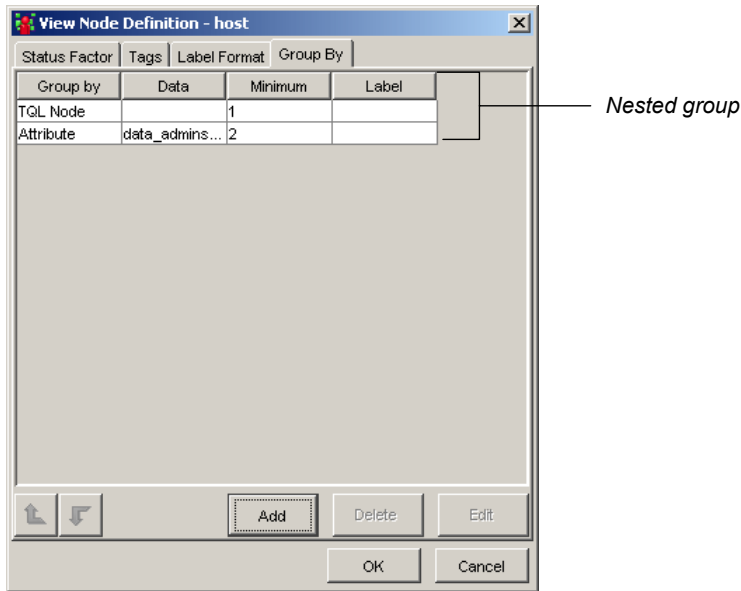 View Node Definition - host
Status Factor Tags Label Format Group By
Group by Data Minimum Label
TQL Node 1
Attribute data_admins... 2
Nested group
Add Delete Edit
OK Cancel